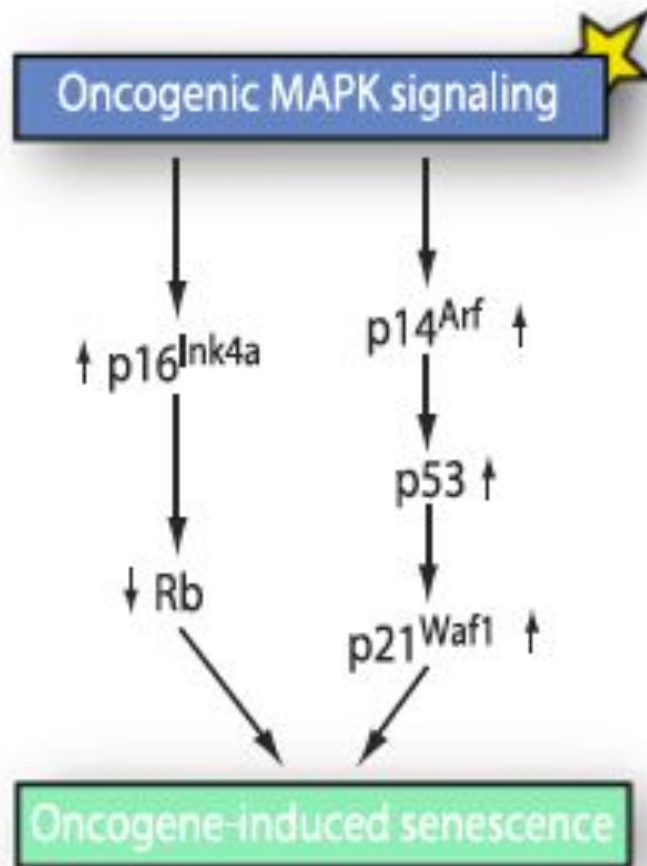 Oncogenic MAPK signaling
↑ p16Ink4a
p14Arf ↑
p53 ↑
↓ Rb
p21Waf1 ↑
Oncogene-induced senescence